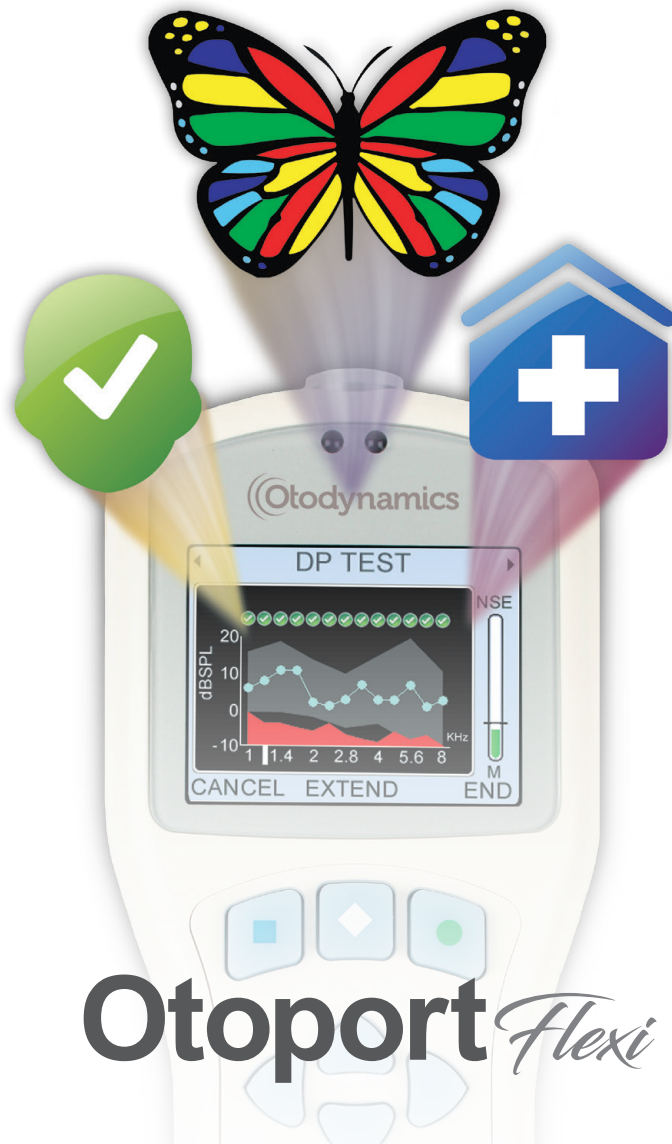 Otodynamics
DP TEST
NSE
dBSPL
20
10
0
-10
KHz
1 1.4 2 2.8 4 5.6 8
M
CANCEL EXTEND END
Otoport Flexi